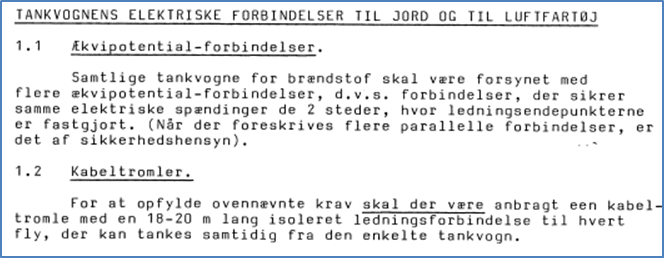 TANKVOGNENS ELEKTRISKE FORBINDELSER TIL JORD OG TIL LUFTFARTØJ
1.1 Ækvipotential-forbindelser.
Samtlige tankvogne for brændstof skal være forsynet med
flere ækvipotential-forbindelser, d.v.s. forbindelser, der sikrer
samme elektriske spændinger de 2 steder, hvor ledningsendepunkterne
er fastgjort. (Når der foreskrives flere parallelle forbindelser, er
det af sikkerhedshensyn).
1.2 Kabeltromler.
For at opfylde ovennævnte krav skal der være anbragt een kabel-
tromle med en 18-20 m lang isoleret ledningsforbindelse til hvert
fly, der kan tankes samtidig fra den enkelte tankvogn.